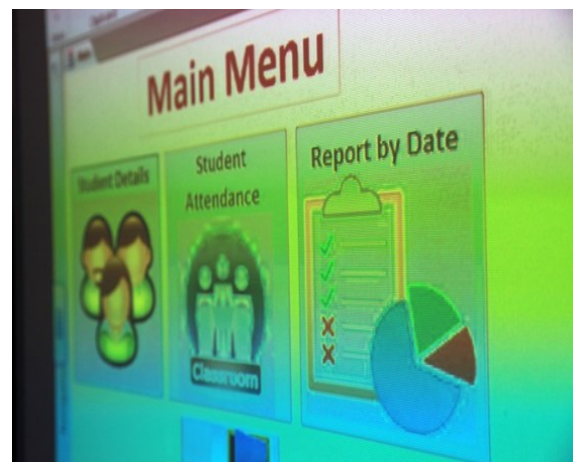 Main Menu
Student Details
Student
Attendance
Report by Date
Classroom